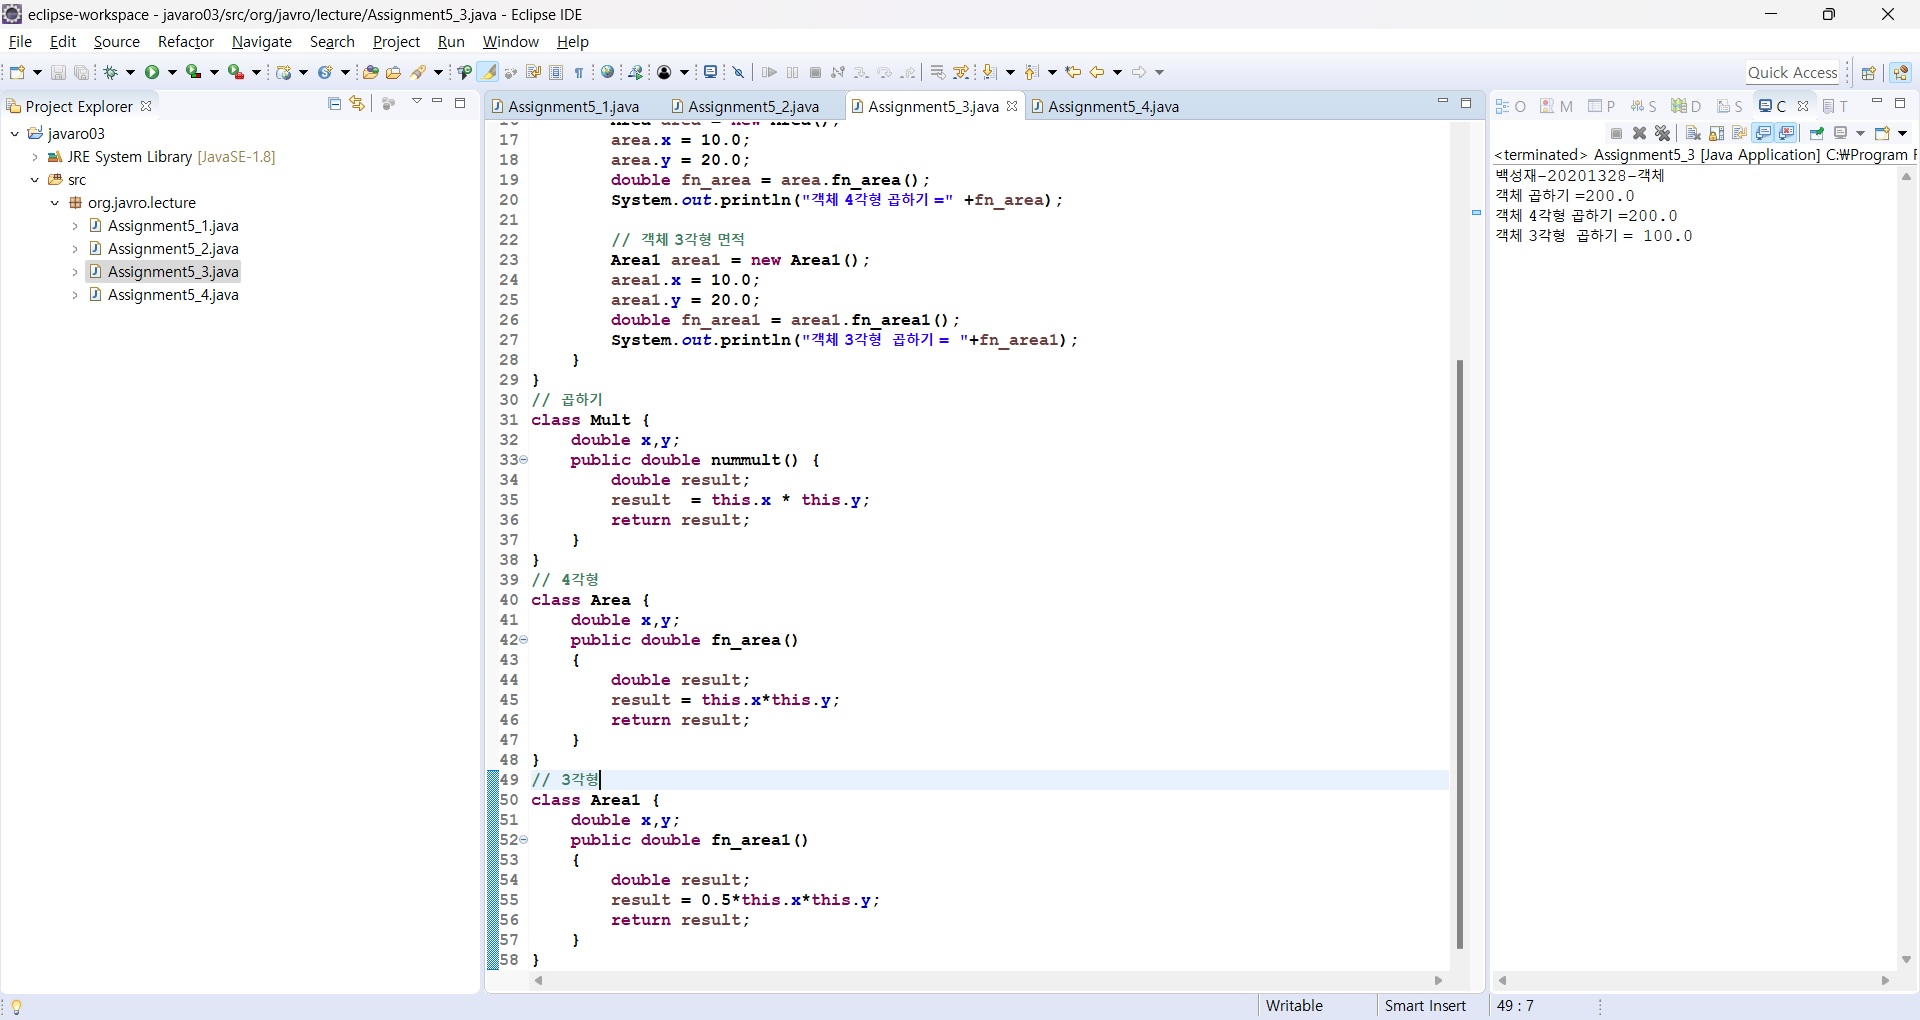 eclipse-workspace - javaro03/src/org/javro/lecture/Assignment5_3.java - Eclipse IDE
File Edit Source Refactor Navigate Search Project Run Window Help
Quick Access
Project Explorer
javaro03
JRE System Library [JavaSE-1.8]
src
org.javro.lecture
Assignment5_1.java
Assignment5_2.java
Assignment5_3.java
Assignment5_4.java
Assignment5_1.java Assignment5_2.java Assignment5_3.java Assignment5_4.java
17 area.x = 10.0;
18 area.y = 20.0;
19 double fn_area = area.fn_area();
20 System.out.println("객체 4각형 곱하기 =" +fn_area);
21
22 // 객체 3각형 면적
23 Area1 area1 = new Area1();
24 area1.x = 10.0;
25 area1.y = 20.0;
26 double fn_area1 = area1.fn_area1();
27 System.out.println("객체 3각형 곱하기 = "+fn_area1);
28 }
29 }
30 // 곱하기
31 class Mult {
32 double x,y;
33 public double nummult() {
34 double result;
35 result = this.x * this.y;
36 return result;
37 }
38 }
39 // 4각형
40 class Area {
41 double x,y;
42 public double fn_area()
43 {
44 double result;
45 result = this.x*this.y;
46 return result;
47 }
48 }
49 // 3각형
50 class Area1 {
51 double x,y;
52 public double fn_area1()
53 {
54 double result;
55 result = 0.5*this.x*this.y;
56 return result;
57 }
58 }
O M P S D S C T
<terminated> Assignment5_3 [Java Application] C:₩Program F
백성재-20201328-객체
객체 곱하기 =200.0
객체 4각형 곱하기 =200.0
객체 3각형 곱하기 = 100.0
Writable Smart Insert 49 : 7